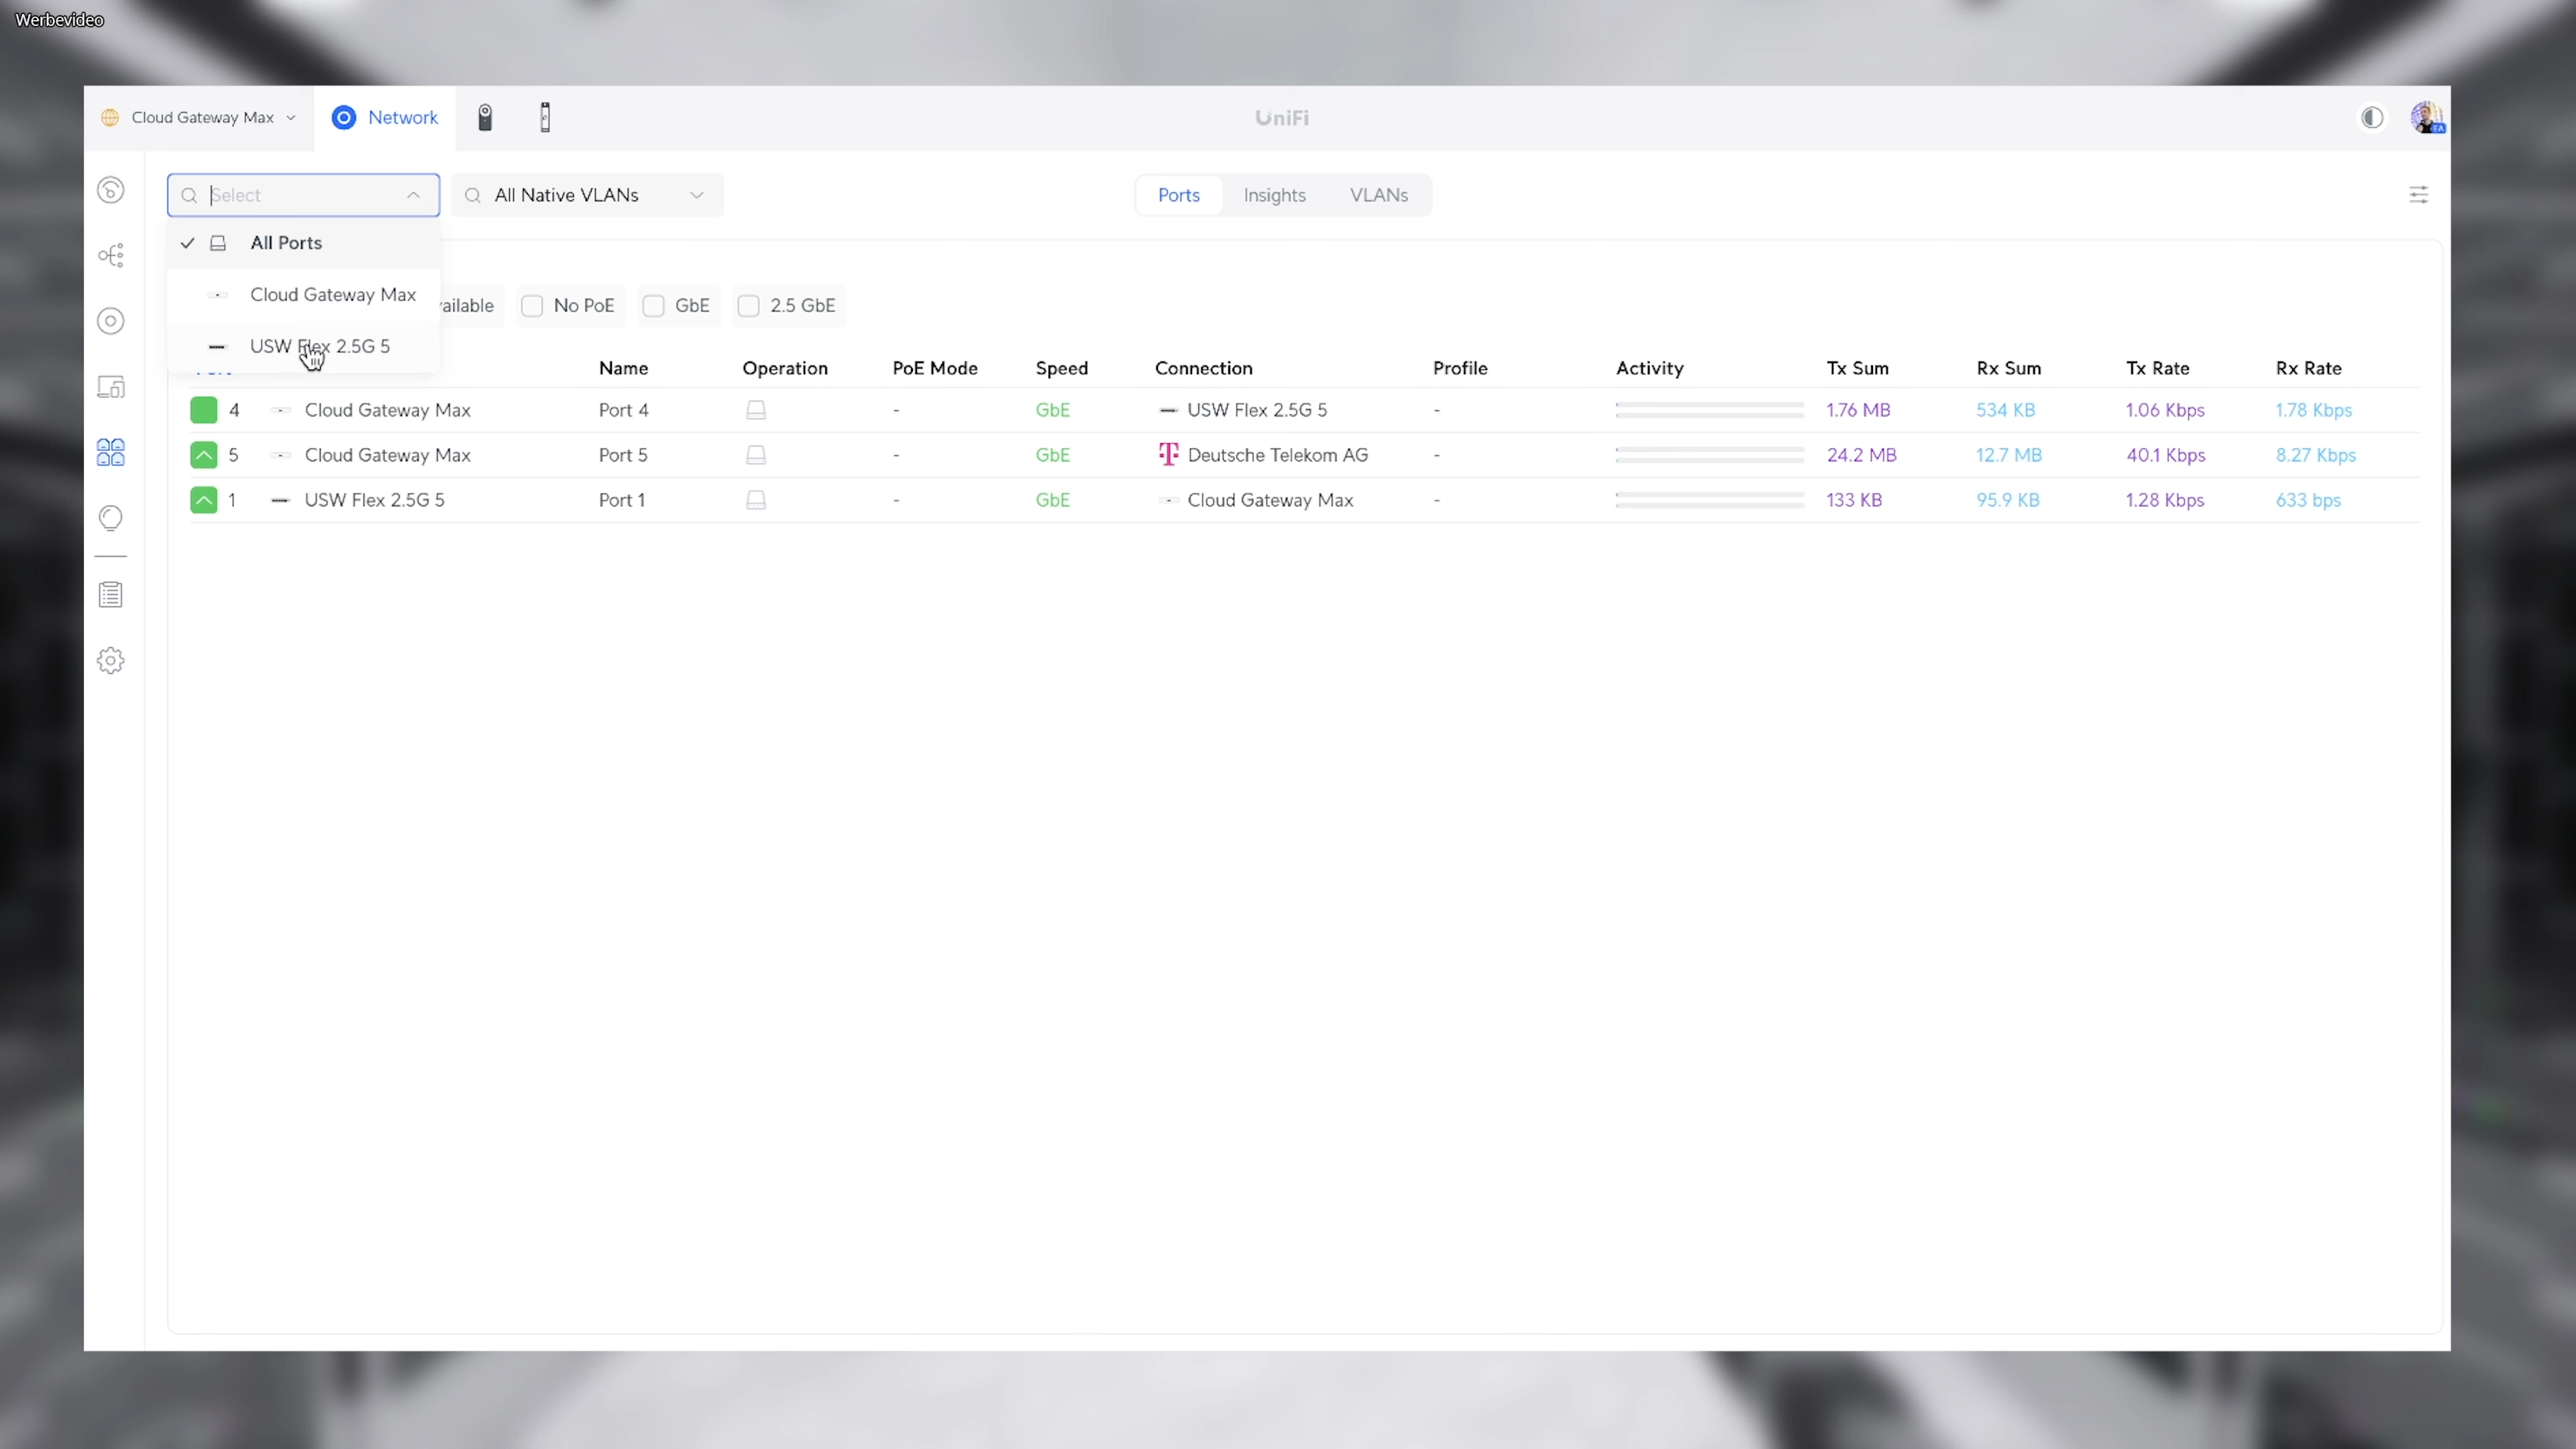 Werbevideo
Cloud Gateway Max
Network
UniFi
EA
Select
All Native VLANs
Ports
Insights
VLANs
All Ports
Cloud Gateway Max
USW Flex 2.5G 5
No PoE
GbE
2.5 GbE
Name Operation PoE Mode Speed Connection Profile Activity Tx Sum Rx Sum Tx Rate Rx Rate
4 Cloud Gateway Max Port 4 - GbE USW Flex 2.5G 5 - 1.76 MB 534 KB 1.06 Kbps 1.78 Kbps
5 Cloud Gateway Max Port 5 - GbE Deutsche Telekom AG - 24.2 MB 12.7 MB 40.1 Kbps 8.27 Kbps
1 USW Flex 2.5G 5 Port 1 - GbE Cloud Gateway Max - 133 KB 95.9 KB 1.28 Kbps 633 bps